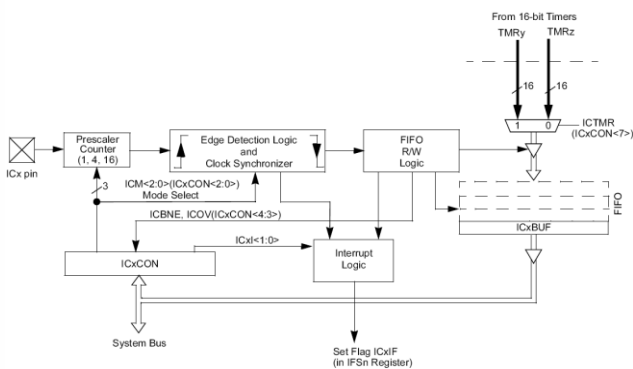 From 16-bit Timers
TMRy TMRz
16 16
1 0
ICTMR
(ICxCON<7>)
Prescaler
Counter
(1, 4, 16)
Edge Detection Logic
and
Clock Synchronizer
FIFO
R/W
Logic
ICx pin
3
ICM<2:0>(ICxCON<2:0>)
Mode Select
FIFO
ICBNE, ICOV(ICxCON<4:3>)
ICxBUF
ICxI<1:0>
ICxCON
Interrupt
Logic
System Bus
Set Flag ICxIF
(in IFSn Register)